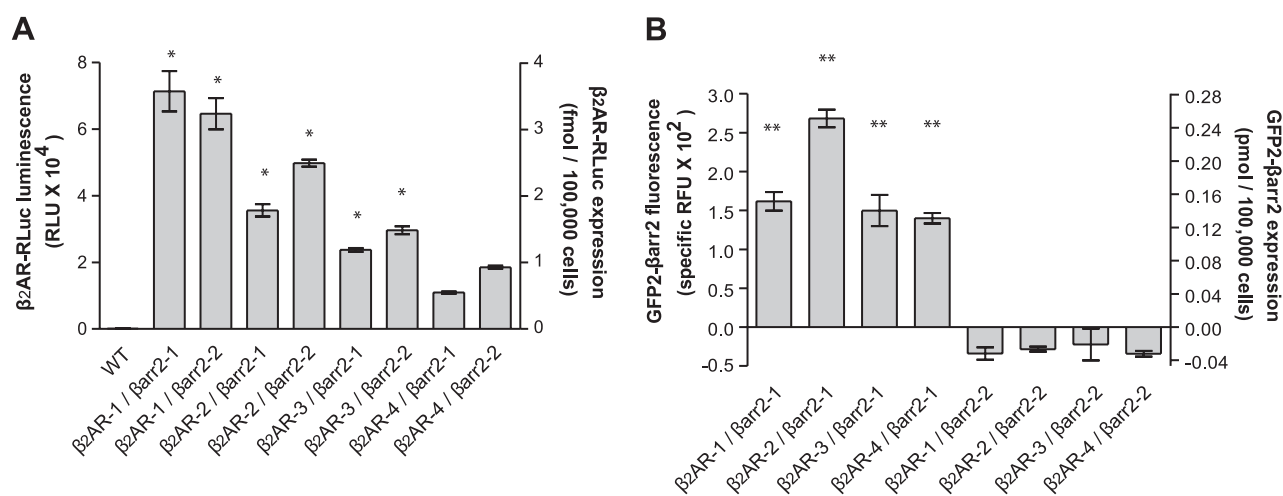 A
β2AR-RLuc luminescence
(RLU X 10⁴)
8
6
4
2
0
*
*
*
*
*
*
4
3
2
1
0
β2AR-RLuc expression
(fmol / 100,000 cells)
WT
β2AR-1 / βarr2-1
β2AR-1 / βarr2-2
β2AR-2 / βarr2-1
β2AR-2 / βarr2-2
β2AR-3 / βarr2-1
β2AR-3 / βarr2-2
β2AR-4 / βarr2-1
β2AR-4 / βarr2-2
B
GFP2-βarr2 fluorescence
(specific RFU X 10²)
3.0
2.5
2.0
1.5
1.0
0.5
0.0
−0.5
**
**
**
**
0.28
0.24
0.20
0.16
0.12
0.08
0.04
0.00
−0.04
GFP2-βarr2 expression
(pmol / 100,000 cells)
β2AR-1 / βarr2-1
β2AR-2 / βarr2-1
β2AR-3 / βarr2-1
β2AR-4 / βarr2-1
β2AR-1 / βarr2-2
β2AR-2 / βarr2-2
β2AR-3 / βarr2-2
β2AR-4 / βarr2-2